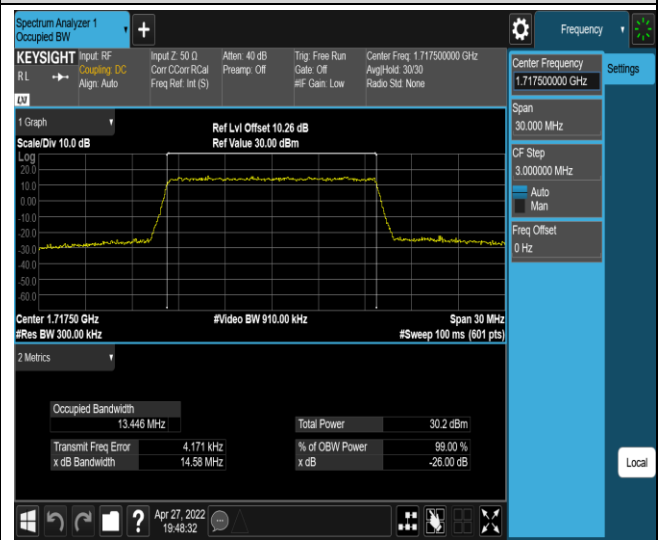 Spectrum Analyzer 1
Occupied BW
Frequency
KEYSIGHT
Input: RF
Coupling: DC
Align: Auto
RL
LXI
Input Z: 50 Ω
Corr CCorr RCal
Freq Ref: Int (S)
Atten: 40 dB
Preamp: Off
Trig: Free Run
Gate: Off
#IF Gain: Low
Center Freq: 1.717500000 GHz
Avg|Hold: 30/30
Radio Std: None
Center Frequency
1.717500000 GHz
Settings
Span
30.000 MHz
CF Step
3.000000 MHz
Auto
Man
Freq Offset
0 Hz
1 Graph
Scale/Div 10.0 dB
Ref Lvl Offset 10.26 dB
Ref Value 30.00 dBm
Log
20.0
10.0
0.00
-10.0
-20.0
-30.0
-40.0
-50.0
-60.0
Center 1.71750 GHz
#Video BW 910.00 kHz
Span 30 MHz
#Res BW 300.00 kHz
#Sweep 100 ms (601 pts)
2 Metrics
Occupied Bandwidth
13.446 MHz
Total Power 30.2 dBm
Transmit Freq Error 4.171 kHz
% of OBW Power 99.00 %
x dB Bandwidth 14.58 MHz
x dB -26.00 dB
Local
?
Apr 27, 2022
19:48:32